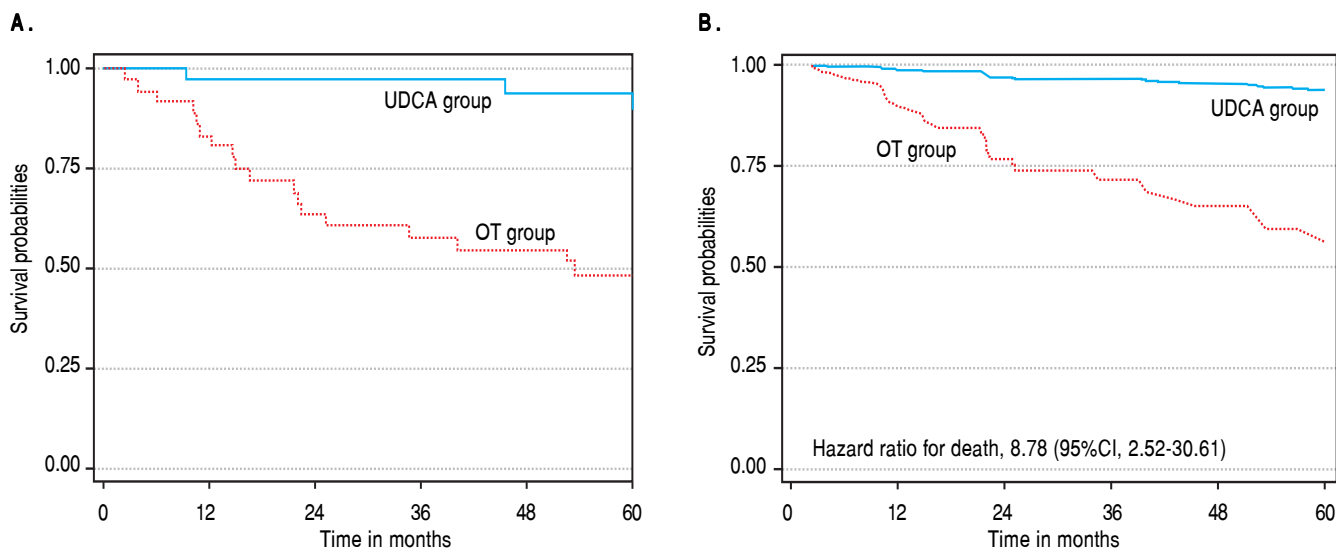 A.
1.00
0.75
0.50
0.25
0.00
Survival probabilities
UDCA group
OT group
0 12 24 36 48 60
Time in months
B.
1.00
0.75
0.50
0.25
0.00
Survival probabilities
UDCA group
OT group
Hazard ratio for death, 8.78 (95%CI, 2.52-30.61)
0 12 24 36 48 60
Time in months